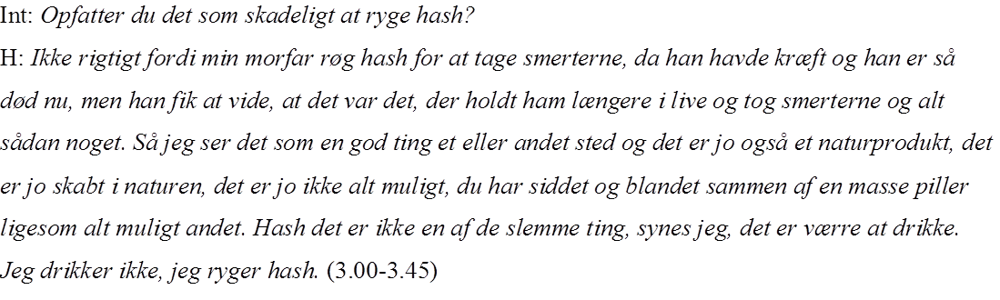 Int: Opfatter du det som skadeligt at ryge hash?
H: Ikke rigtigt fordi min morfar røg hash for at tage smerterne, da han havde kræft og han er så
død nu, men han fik at vide, at det var det, der holdt ham længere i live og tog smerterne og alt
sådan noget. Så jeg ser det som en god ting et eller andet sted og det er jo også et naturprodukt, det
er jo skabt i naturen, det er jo ikke alt muligt, du har siddet og blandet sammen af en masse piller
ligesom alt muligt andet. Hash det er ikke en af de slemme ting, synes jeg, det er værre at drikke.
Jeg drikker ikke, jeg ryger hash. (3.00-3.45)